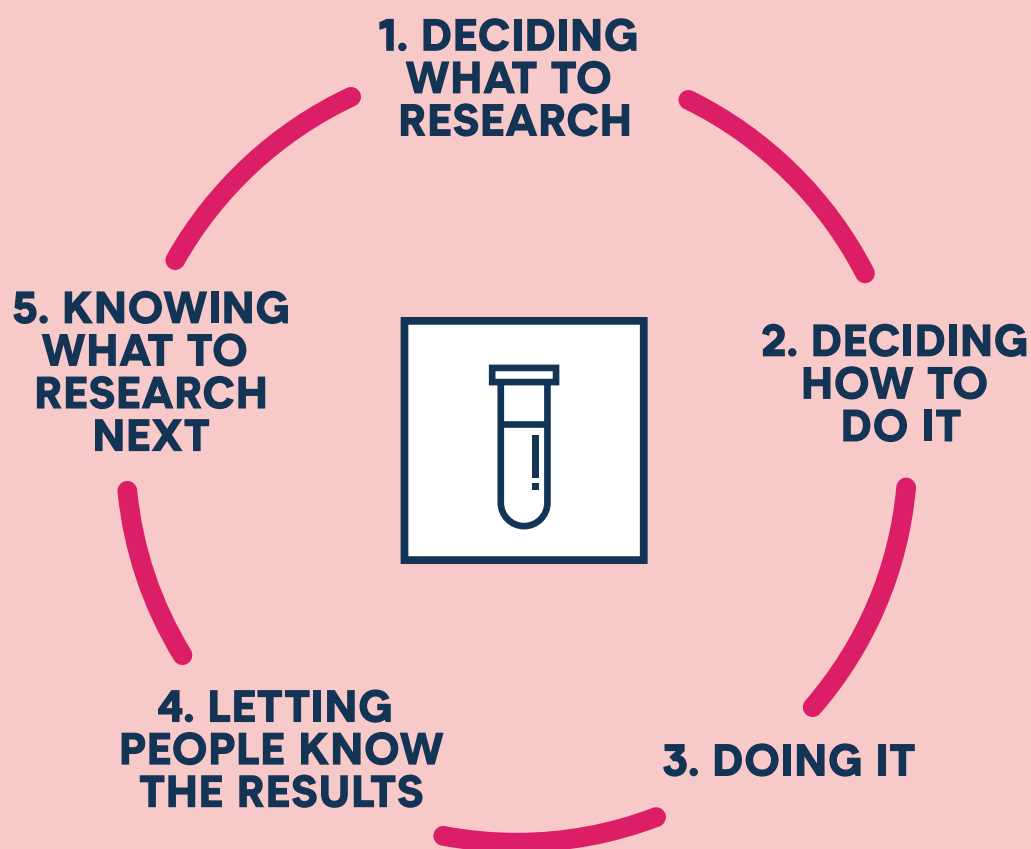 1. DECIDING
WHAT TO
RESEARCH
2. DECIDING
HOW TO
DO IT
3. DOING IT
4. LETTING
PEOPLE KNOW
THE RESULTS
5. KNOWING
WHAT TO
RESEARCH
NEXT